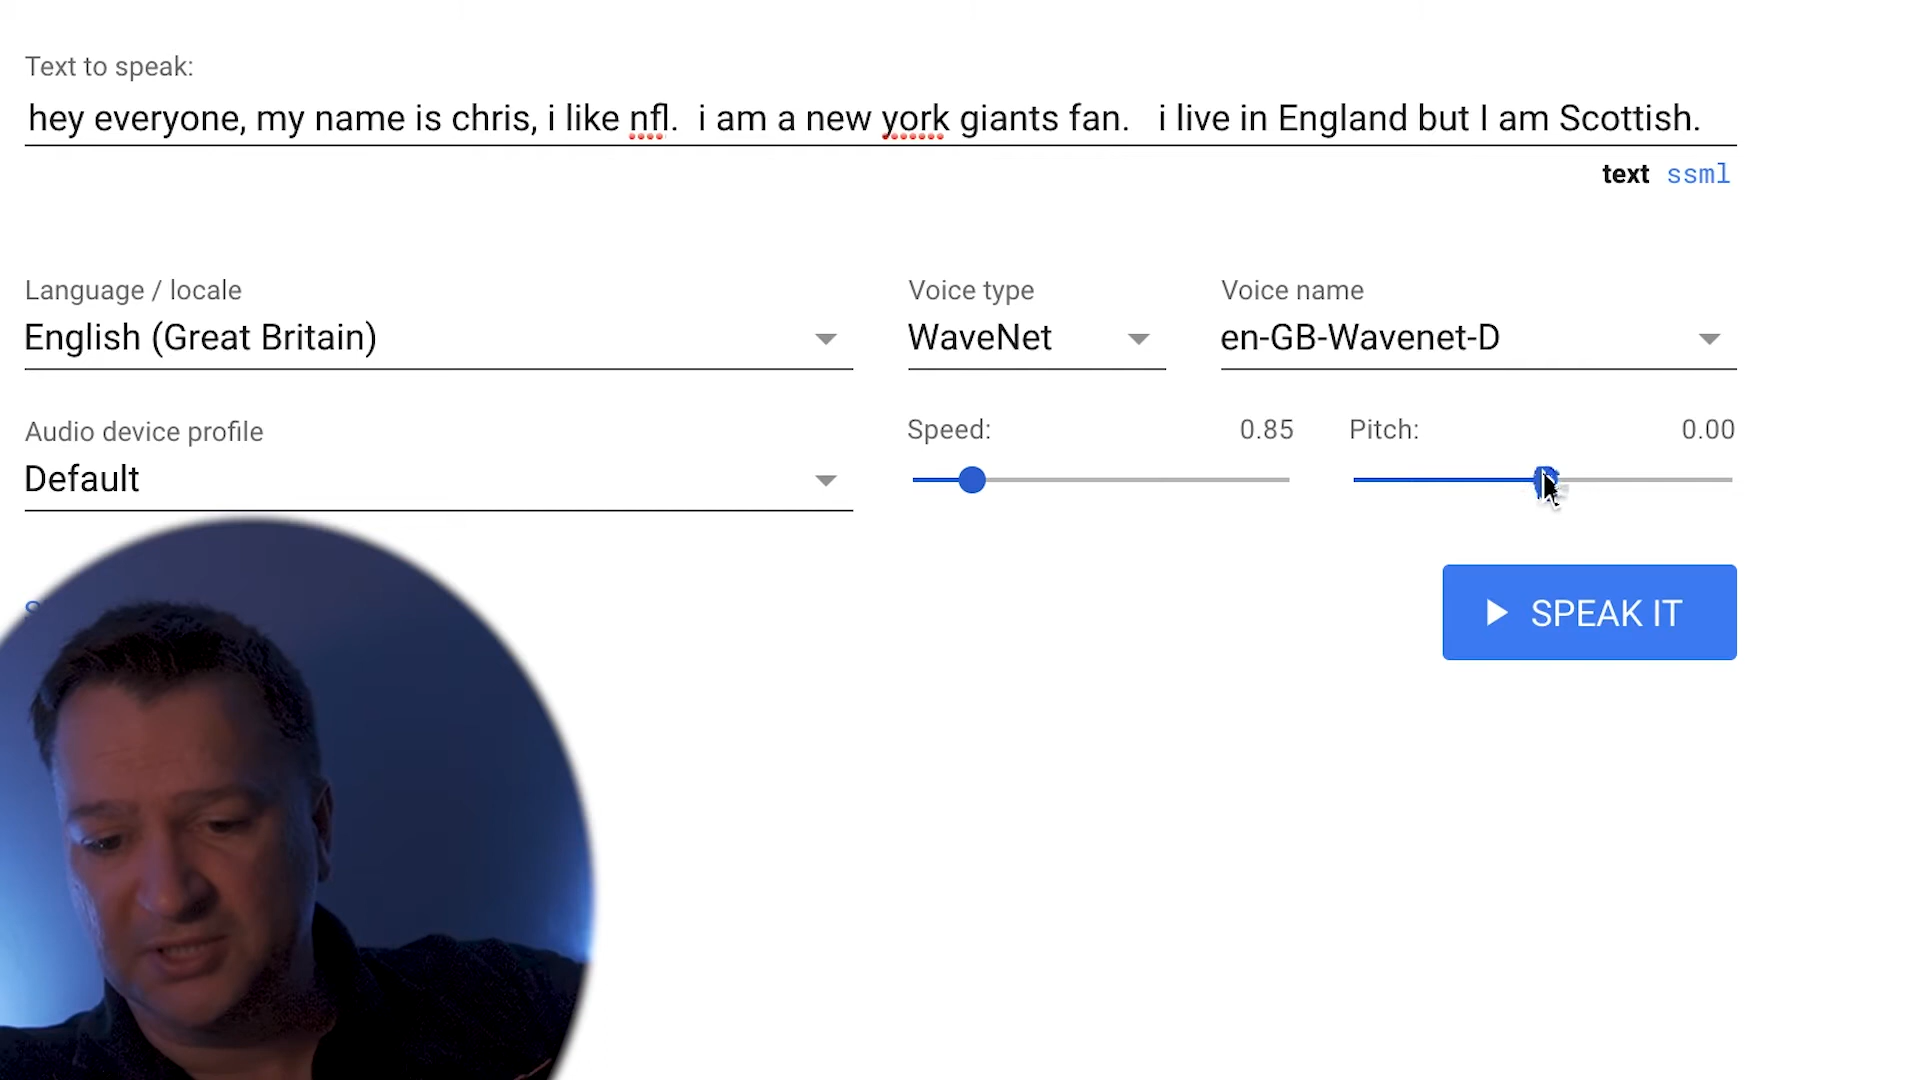 Text to speak:
hey everyone, my name is chris, i like nfl.  i am a new york giants fan.   i live in England but I am Scottish.
text ssml
Language / locale
Voice type
Voice name
English (Great Britain)
WaveNet
en-GB-Wavenet-D
Audio device profile
Speed: 0.85
Pitch: 0.00
Default
SPEAK IT